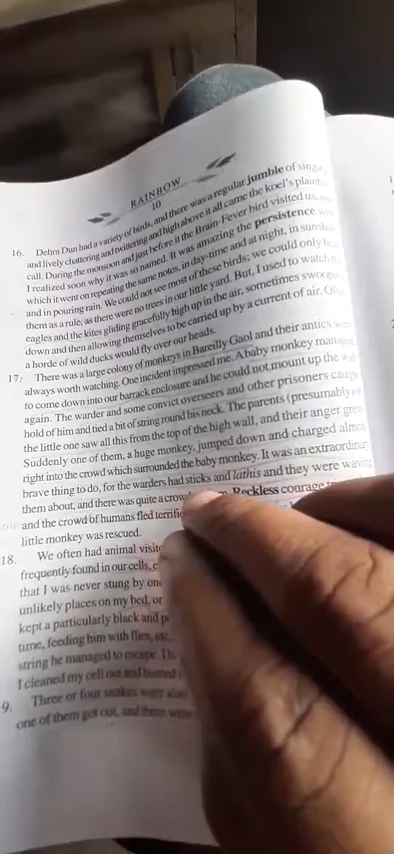 RAINBOW
10
16. Dehra Dun had a variety of birds, and there was a regular jumble of singing
and lively chattering and twittering and high above it all came the koel's plaintive
call. During the monsoon and just before it the Brain-Fever bird visited us, and
I realized soon why it was so named. It was amazing the persistence with
which it went on repeating the same notes, in day-time and at night, in sunshine
and in pouring rain. We could not see most of these birds; we could only hear
them as a rule, as there were no trees in our little yard. But, I used to watch the
eagles and the kites gliding gracefully high up in the air, sometimes swooping
down and then allowing themselves to be carried up by a current of air. Often
a horde of wild ducks would fly over our heads.
17. There was a large colony of monkeys in Bareilly Gaol and their antics were
always worth watching. One incident impressed me. A baby monkey managed
to come down into our barrack enclosure and he could not mount up the wall
again. The warder and some convict overseers and other prisoners caught
hold of him and tied a bit of string round his neck. The parents (presumably) of
the little one saw all this from the top of the high wall, and their anger grew
Suddenly one of them, a huge monkey, jumped down and charged almost
right into the crowd which surrounded the baby monkey. It was an extraordinary
brave thing to do, for the warders had sticks and lathis and they were waving
them about, and there was quite a crowd Reckless courage
and the crowd of humans fled
little monkey was rescued.
18. We often had animal
frequently found in our cells,
that I was never stung by
unlikely places on my bed, or
kept a particularly black and
time, feeding him with flies, etc.
string he managed to escape.
I cleaned my cell out and hunted
9. Three or four snakes
one of them got out, and there were